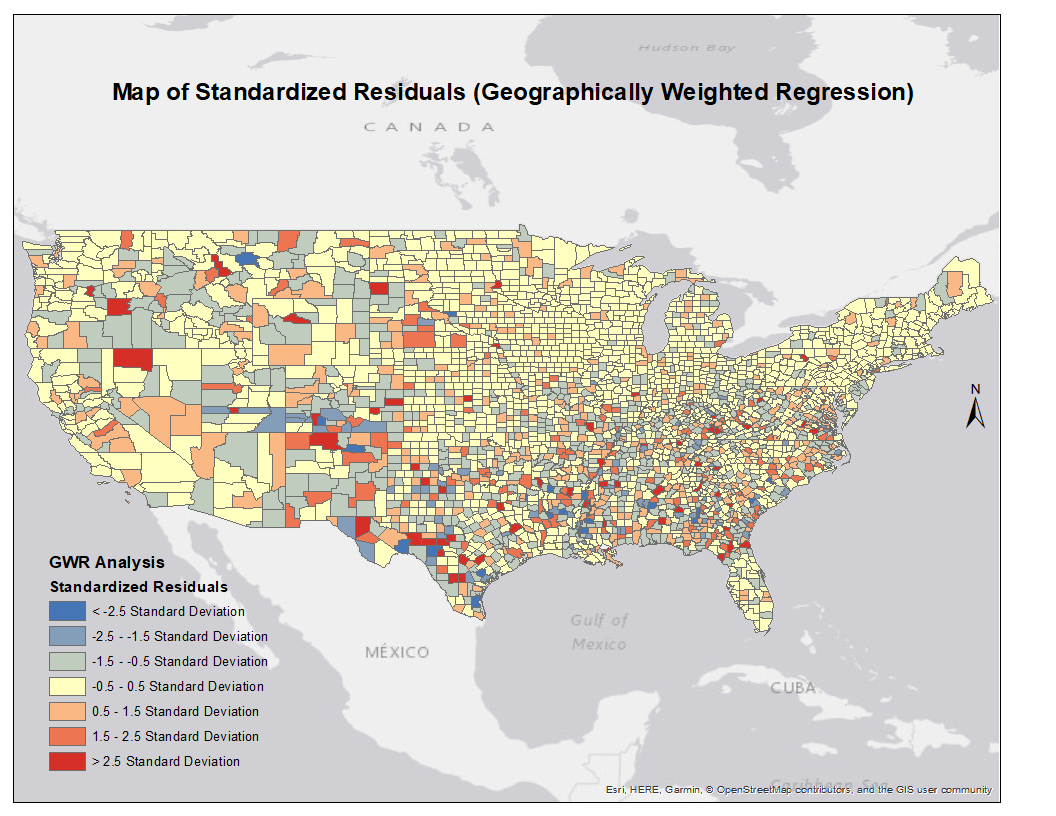 Hudson Bay
Map of Standardized Residuals (Geographically Weighted Regression)
CANADA
N
GWR Analysis
Standardized Residuals
< -2.5 Standard Deviation
-2.5 - -1.5 Standard Deviation
-1.5 - -0.5 Standard Deviation
-0.5 - 0.5 Standard Deviation
0.5 - 1.5 Standard Deviation
1.5 - 2.5 Standard Deviation
> 2.5 Standard Deviation
Gulf of
Mexico
MÉXICO
CUBA
Caribbean Sea
Esri, HERE, Garmin, © OpenStreetMap contributors, and the GIS user community